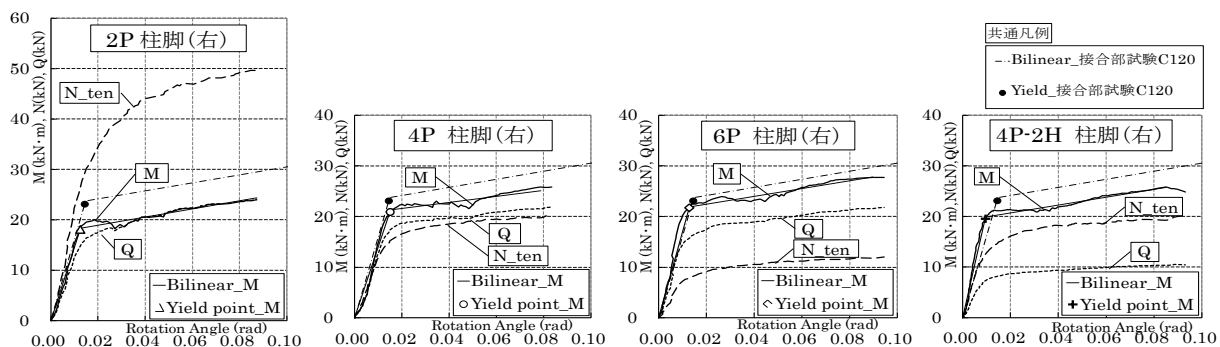 2P 柱脚(右)
M (kN·m), N(kN), Q(kN)
60
50
40
30
20
10
0
N_ten
M
Q
Bilinear_M
Yield point_M
Rotation Angle (rad)
0.00 0.02 0.04 0.06 0.08 0.10
4P 柱脚(右)
M (kN·m), N(kN), Q(kN)
40
30
20
10
0
M
Q
N_ten
Bilinear_M
Yield point_M
Rotation Angle (rad)
0.00 0.02 0.04 0.06 0.08 0.10
6P 柱脚(右)
M (kN·m), N(kN), Q(kN)
40
30
20
10
0
M
Q
N_ten
Bilinear_M
Yield point_M
Rotation Angle (rad)
0.00 0.02 0.04 0.06 0.08 0.10
共通凡例
Bilinear_接合部試験C120
Yield_接合部試験C120
4P-2H 柱脚(右)
M (kN·m), N(kN), Q(kN)
40
30
20
10
0
M
N_ten
Q
Bilinear_M
Yield point_M
Rotation Angle (rad)
0.00 0.02 0.04 0.06 0.08 0.10